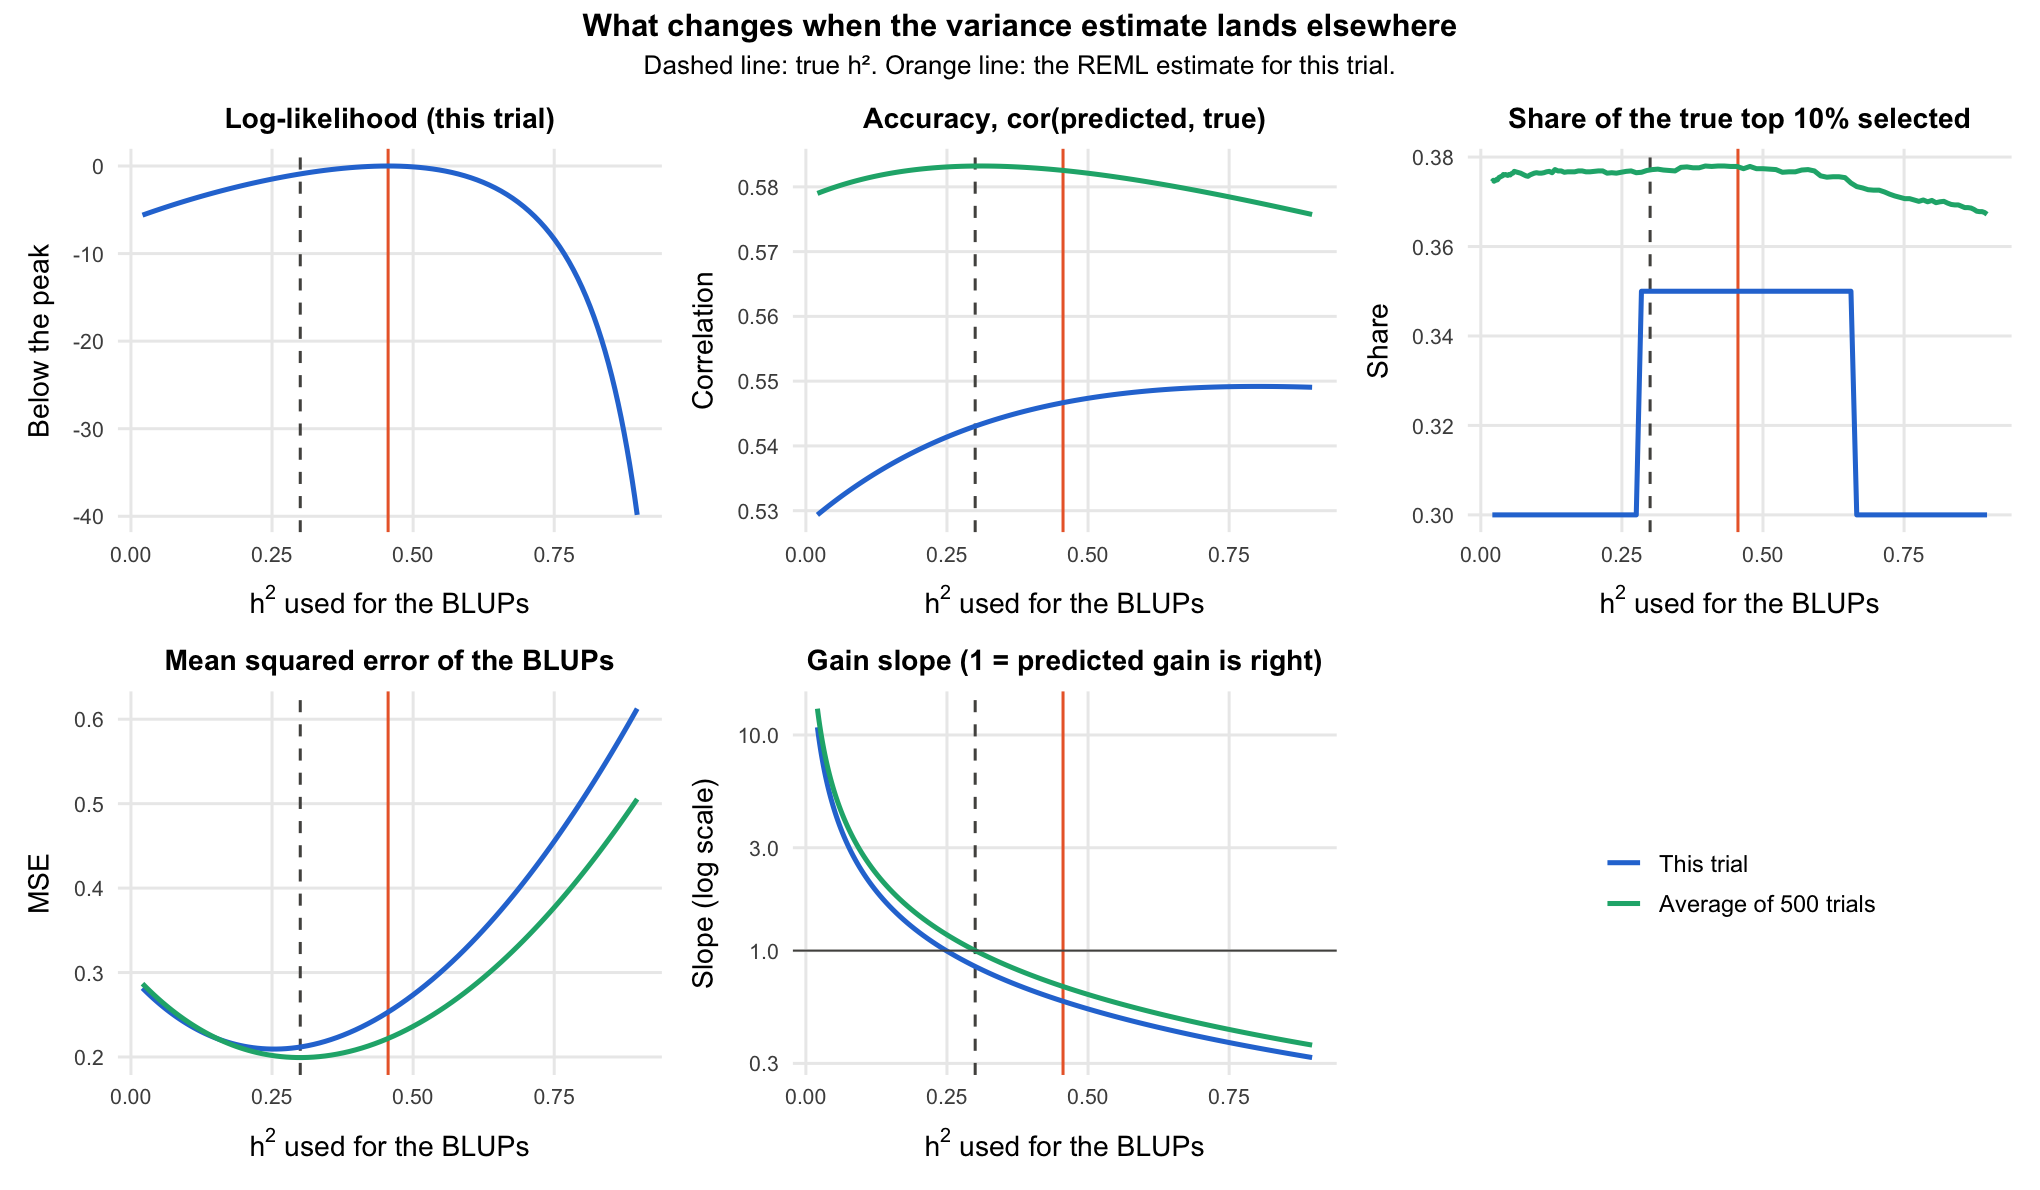 What changes when the variance estimate lands elsewhere
Dashed line: true h². Orange line: the REML estimate for this trial.
Log-likelihood (this trial)
Below the peak
0
-10
-20
-30
-40
0.00 0.25 0.50 0.75
h² used for the BLUPs
Accuracy, cor(predicted, true)
Correlation
0.58
0.57
0.56
0.55
0.54
0.53
0.00 0.25 0.50 0.75
h² used for the BLUPs
Share of the true top 10% selected
Share
0.38
0.36
0.34
0.32
0.30
0.00 0.25 0.50 0.75
h² used for the BLUPs
Mean squared error of the BLUPs
MSE
0.6
0.5
0.4
0.3
0.2
0.00 0.25 0.50 0.75
h² used for the BLUPs
Gain slope (1 = predicted gain is right)
Slope (log scale)
10.0
3.0
1.0
0.3
0.00 0.25 0.50 0.75
h² used for the BLUPs
This trial
Average of 500 trials